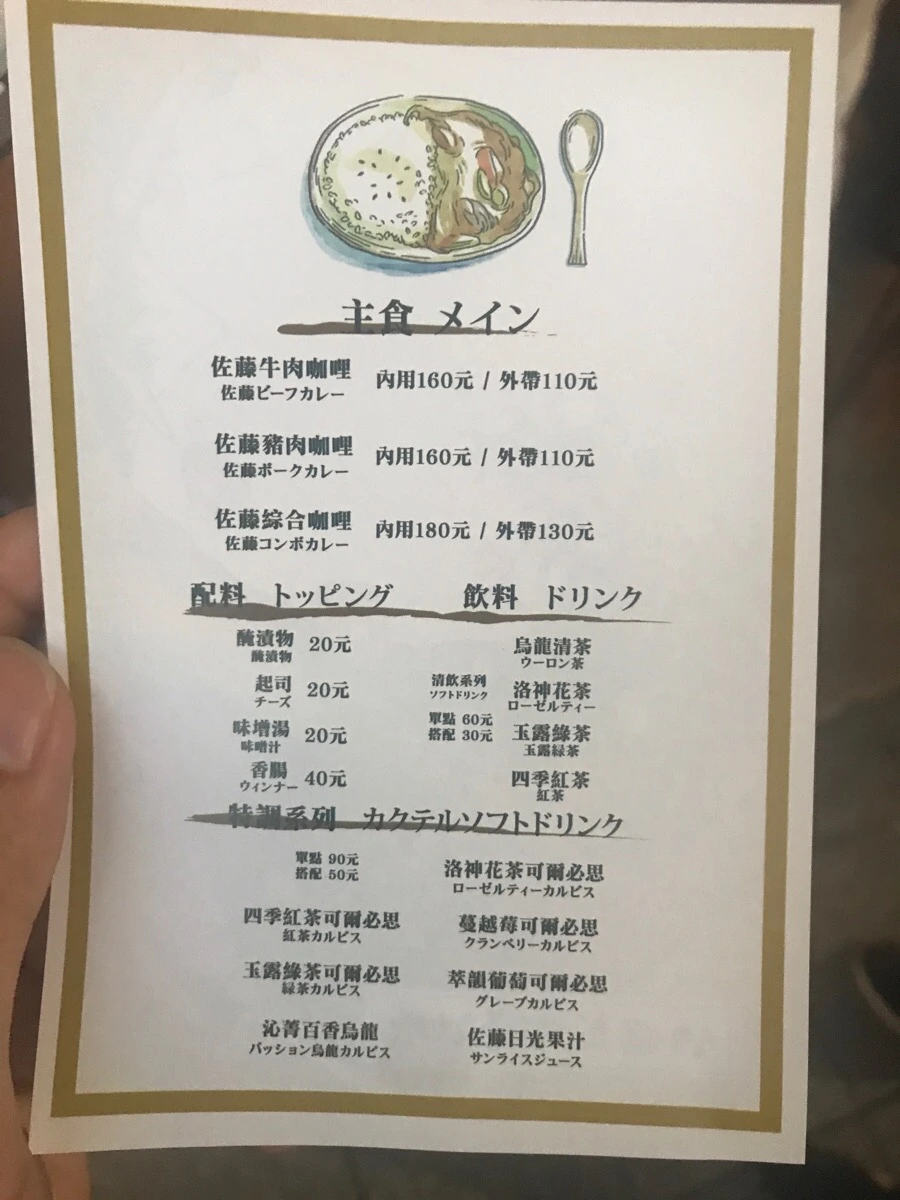 主食 メイン
佐藤牛肉咖哩 內用160元 / 外帶110元
佐藤ビーフカレー
佐藤豬肉咖哩 內用160元 / 外帶110元
佐藤ポークカレー
佐藤綜合咖哩 內用180元 / 外帶130元
佐藤コンボカレー
配料 トッピング
醃漬物 20元
醃漬物
起司 20元
チーズ
味增湯 20元
味噌汁
香腸 40元
ウィンナー
飲料 ドリンク
清飲系列
ソフトドリンク
單點 60元
搭配 30元
烏龍清茶
ウーロン茶
洛神花茶
ローゼルティー
玉露綠茶
玉露緑茶
四季紅茶
紅茶
特調系列 カクテルソフトドリンク
單點 90元
搭配 50元
洛神花茶可爾必思
ローゼルティーカルピス
四季紅茶可爾必思
紅茶カルピス
蔓越莓可爾必思
クランベリーカルピス
玉露綠茶可爾必思
緑茶カルピス
萃韻葡萄可爾必思
グレープカルピス
沁菁百香烏龍
パッション烏龍カルピス
佐藤日光果汁
サンライスジュース